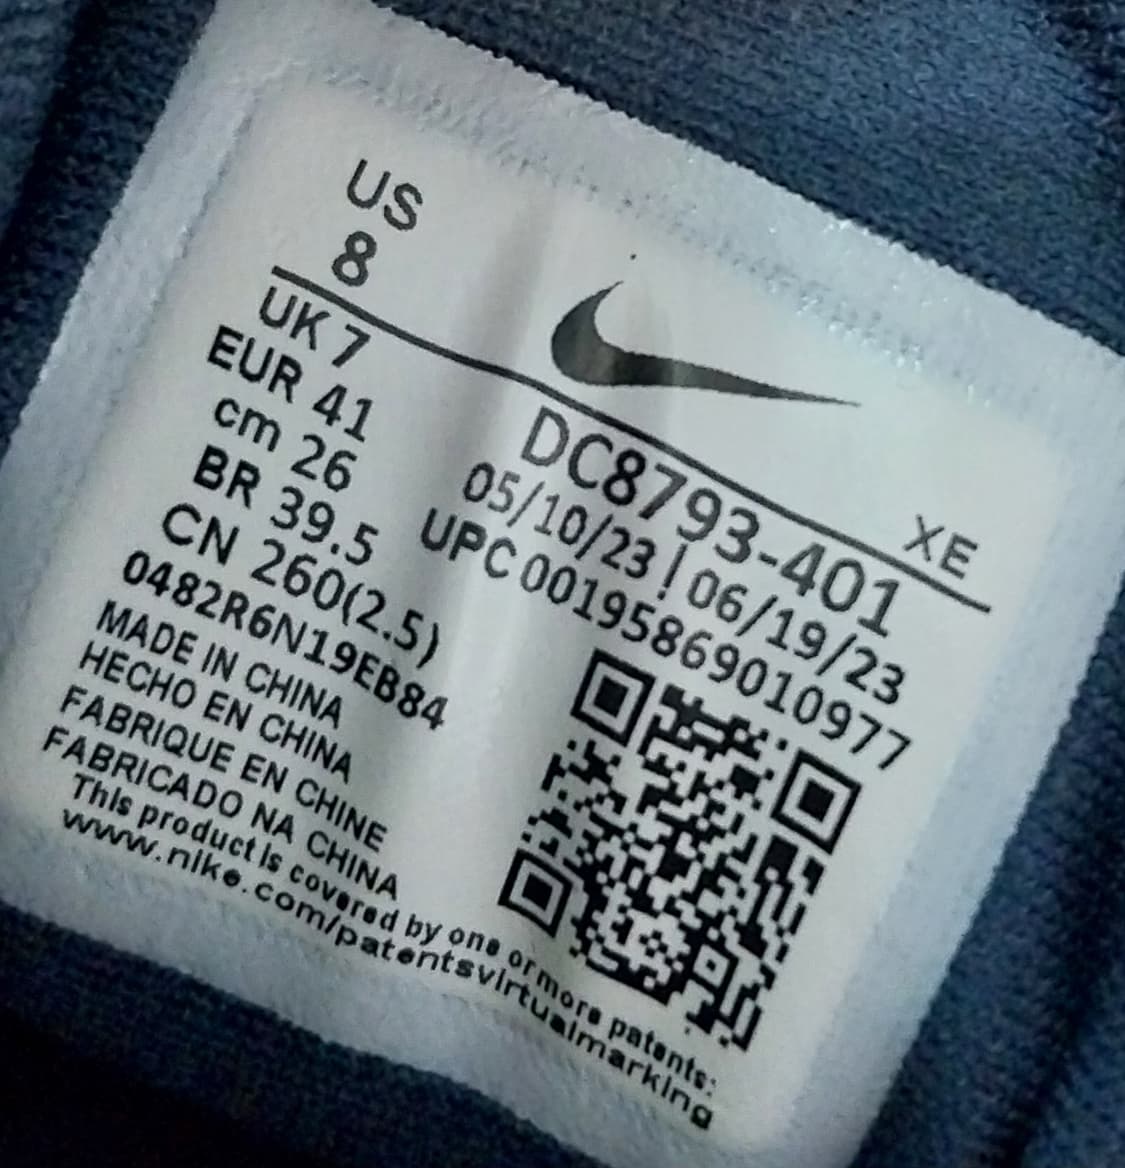 US
8
UK 7
EUR 41
cm 26
BR 39.5
CN 260(2.5)
0482R6N19EB84
MADE IN CHINA
HECHO EN CHINA
FABRIQUE EN CHINE
FABRICADO NA CHINA
This product is covered by one or more patents:
www.nike.com/patentsvirtualmarking
XE
DC8793-401
05/10/23 | 06/19/23
UPC 00195869010977